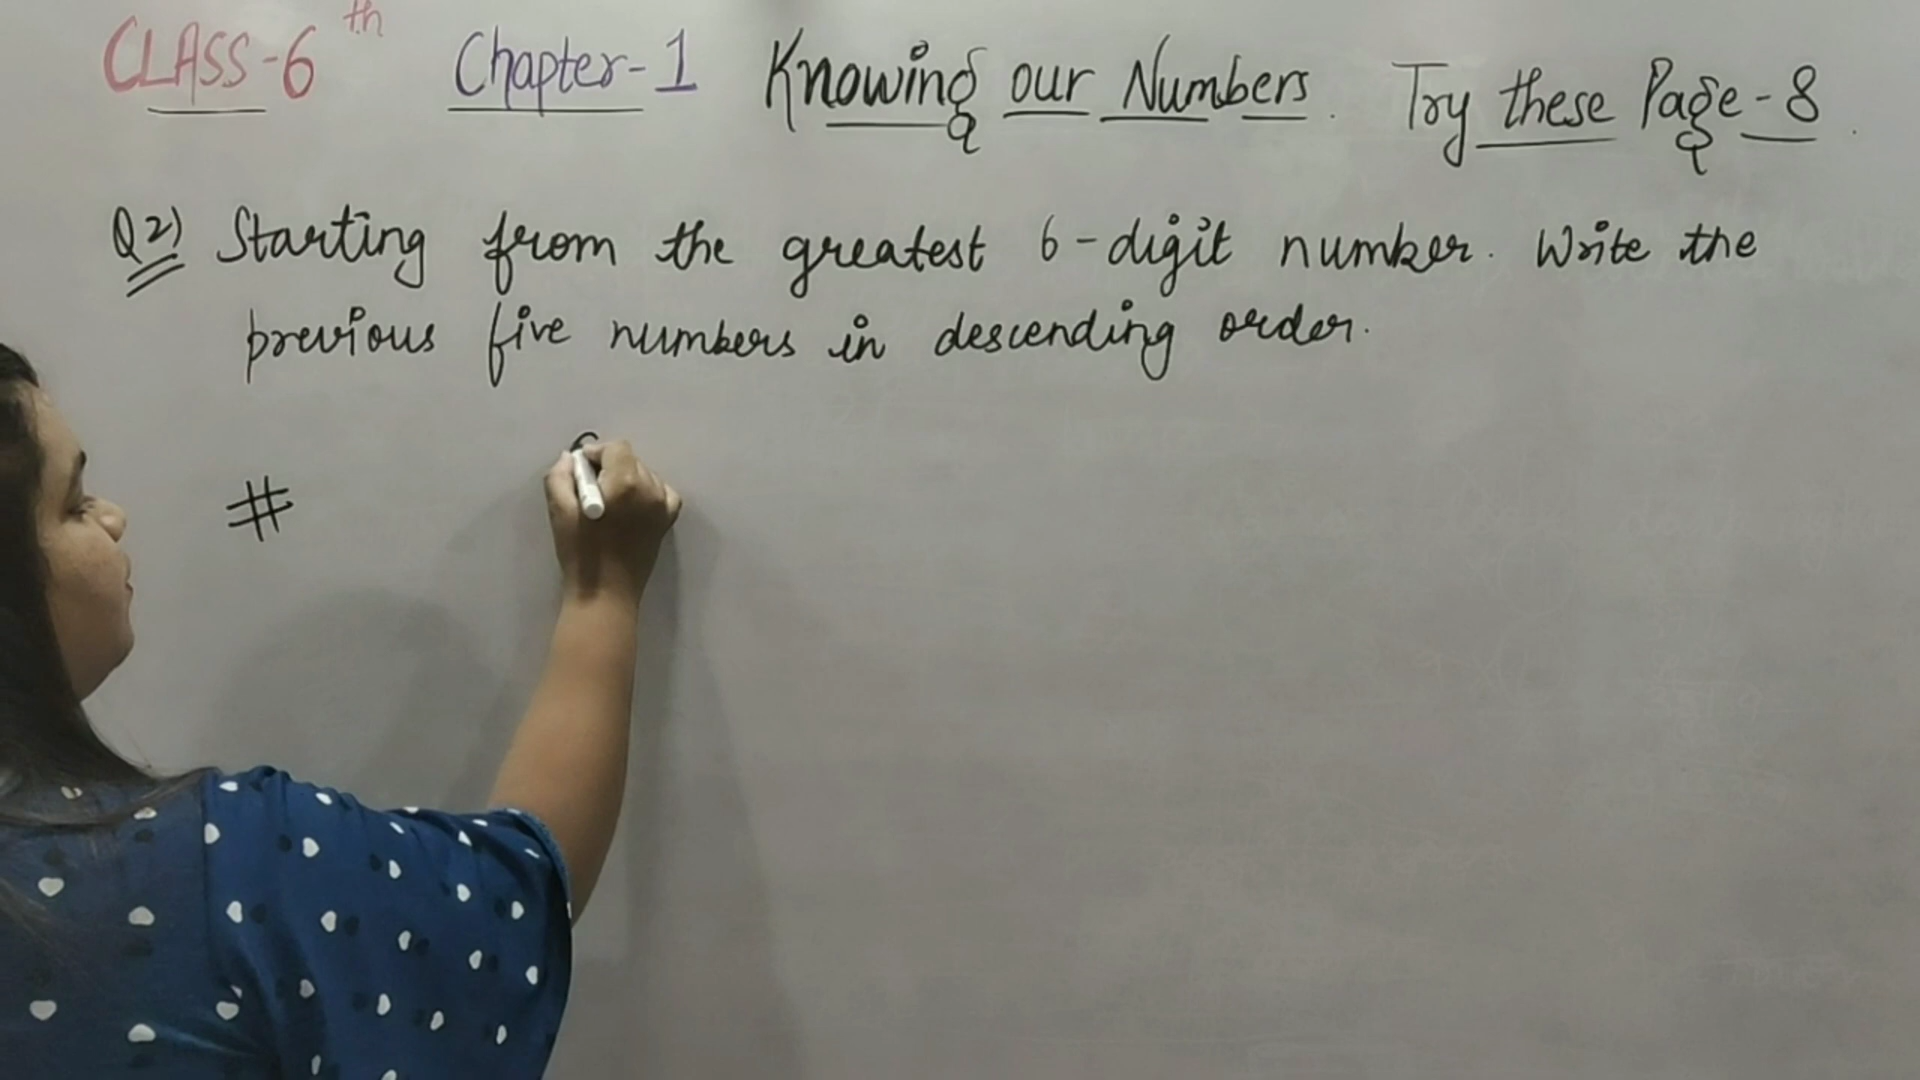 CLASS-6th Chapter-1 Knowing our Numbers. Try these Page-8.
Q2) Starting from the greatest 6-digit number. Write the
previous five numbers in descending order.
#